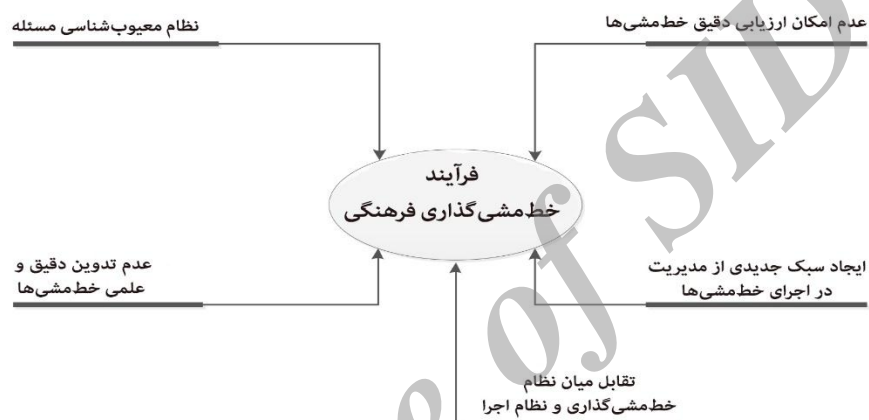 عدم امکان ارزیابی دقیق خط‌مشی‌ها
نظام معیوب‌شناسی مسئله
فرآیند
خط‌مشی‌گذاری فرهنگی
ایجاد سبک جدیدی از مدیریت
در اجرای خط‌مشی‌ها
عدم تدوین دقیق و
علمی خط‌مشی‌ها
تقابل میان نظام
خط‌مشی‌گذاری و نظام اجرا
of SID